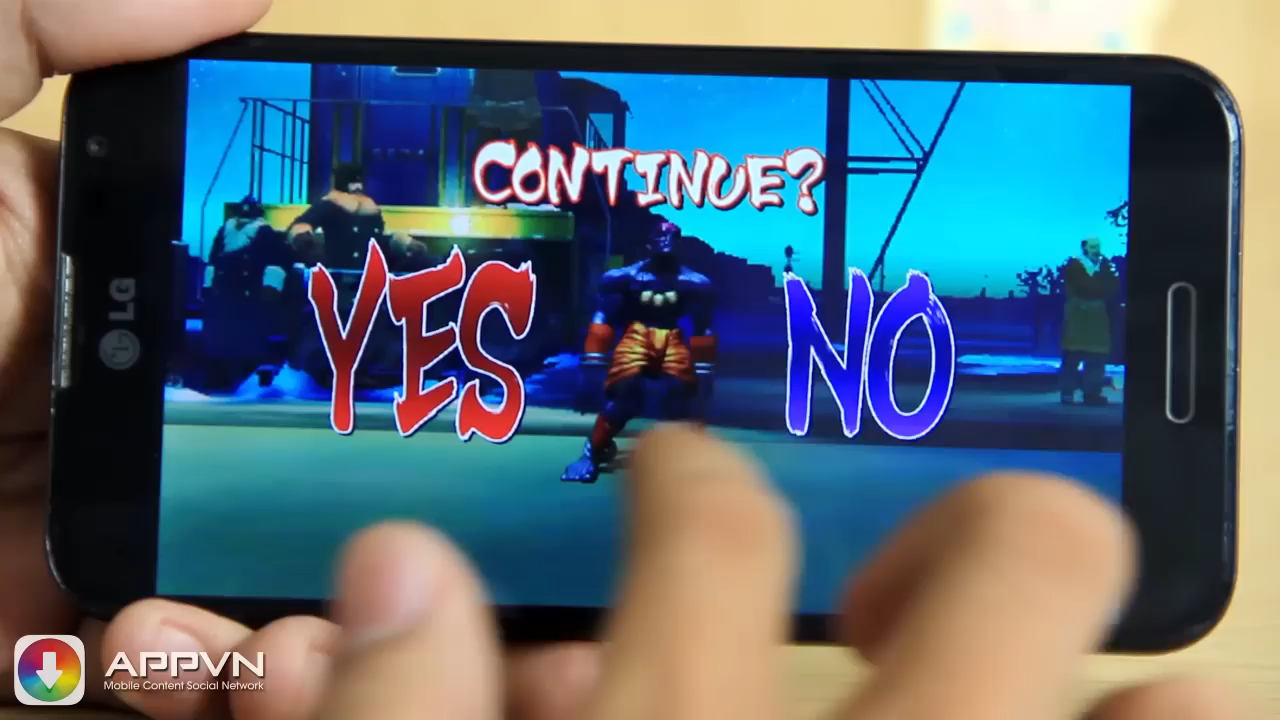 CONTINUE?
YES
NO
LG
APPVN
Mobile Content Social Network